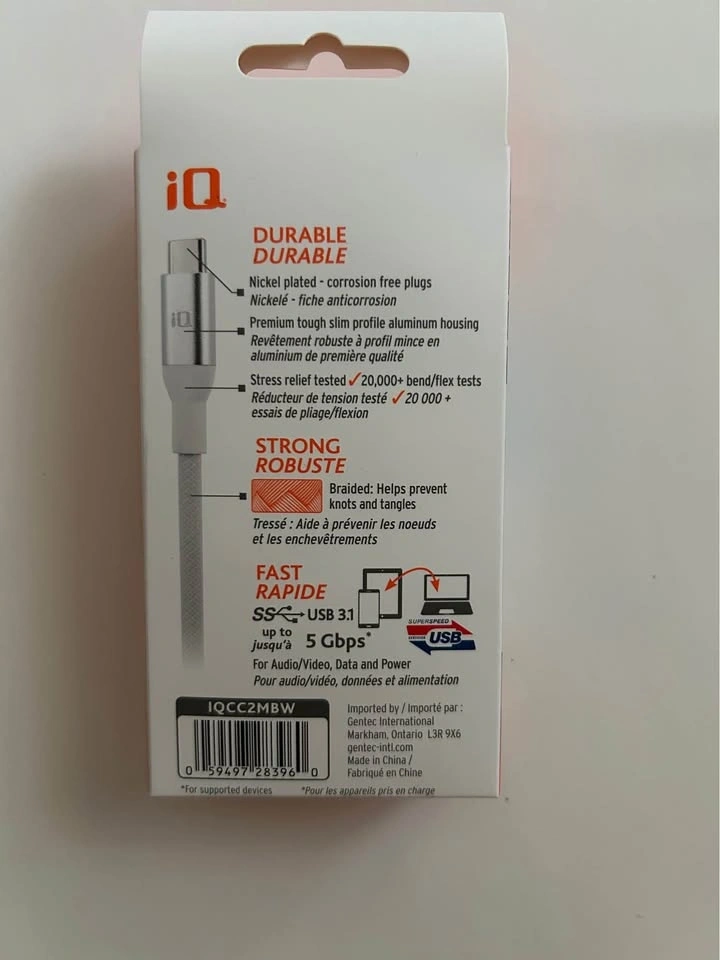 iQ
DURABLE
DURABLE
Nickel plated - corrosion free plugs
Nickelé - fiche anticorrosion
iQ
Premium tough slim profile aluminum housing
Revêtement robuste à profil mince en
aluminium de première qualité
Stress relief tested ✓20,000+ bend/flex tests
Réducteur de tension testé ✓20 000 +
essais de pliage/flexion
STRONG
ROBUSTE
Braided: Helps prevent
knots and tangles
Tressé : Aide à prévenir les noeuds
et les enchevêtrements
FAST
RAPIDE
SS USB 3.1
up to
jusqu'à 5 Gbps*
SUPERSPEED
USB
For Audio/Video, Data and Power
Pour audio/vidéo, données et alimentation
IQCC2MBW
0 59497 28396 0
Imported by / Importé par :
Gentec International
Markham, Ontario L3R 9X6
gentec-intl.com
Made in China /
Fabriqué en Chine
*For supported devices *Pour les appareils pris en charge